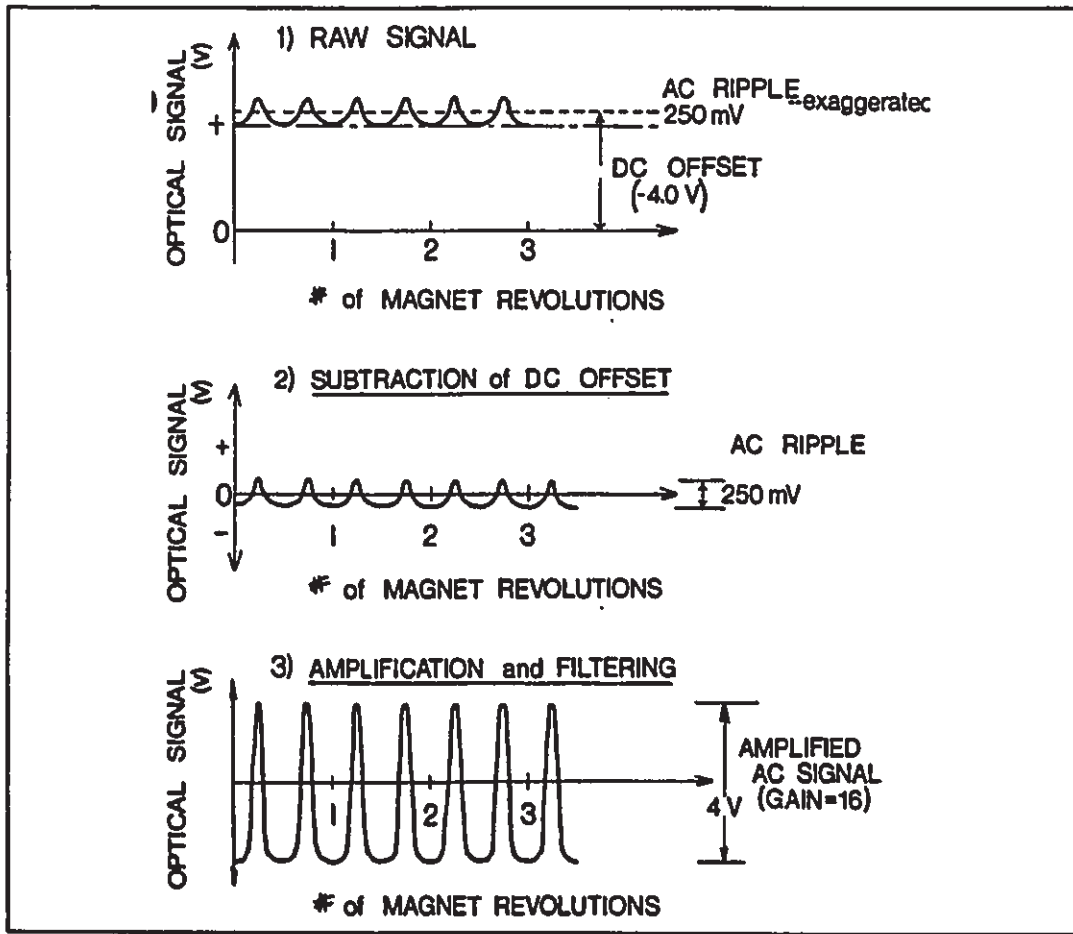 1) RAW SIGNAL
OPTICAL SIGNAL
(V)
+
0
AC RIPPLE
--exaggeratec
250 mV
DC OFFSET
(-4.0 V)
1 2 3
# of MAGNET REVOLUTIONS
2) SUBTRACTION of DC OFFSET
OPTICAL SIGNAL
(V)
+
0
-
AC RIPPLE
250 mV
1 2 3
# of MAGNET REVOLUTIONS
3) AMPLIFICATION and FILTERING
OPTICAL SIGNAL
(V)
AMPLIFIED
AC SIGNAL
(GAIN=16)
4 V
1 2 3
# of MAGNET REVOLUTIONS